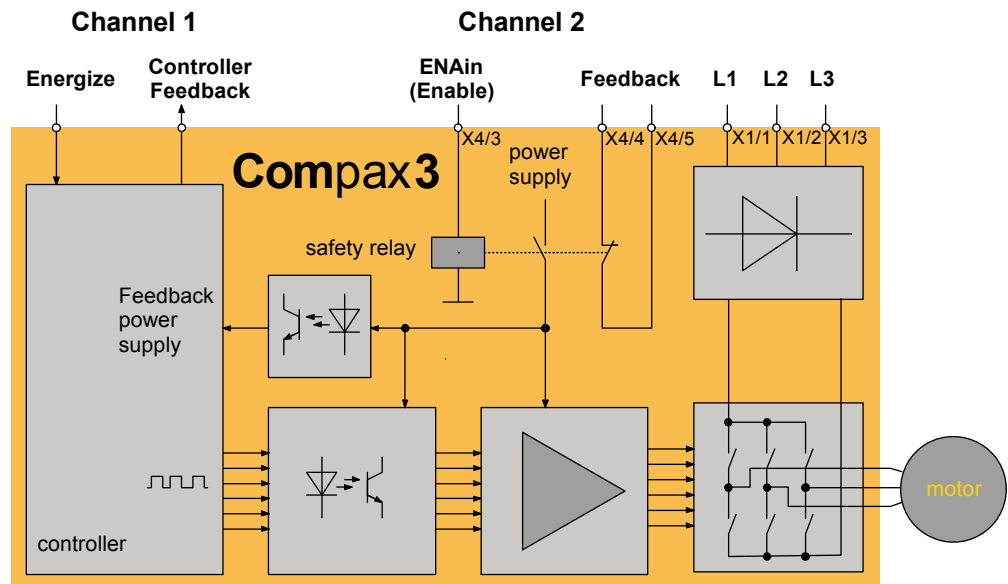 Channel 1
Channel 2
Energize
Controller
Feedback
ENAin
(Enable)
Feedback
L1
L2
L3
X4/3
X4/4
X4/5
X1/1
X1/2
X1/3
Compax3
power
supply
safety relay
Feedback
power
supply
controller
motor